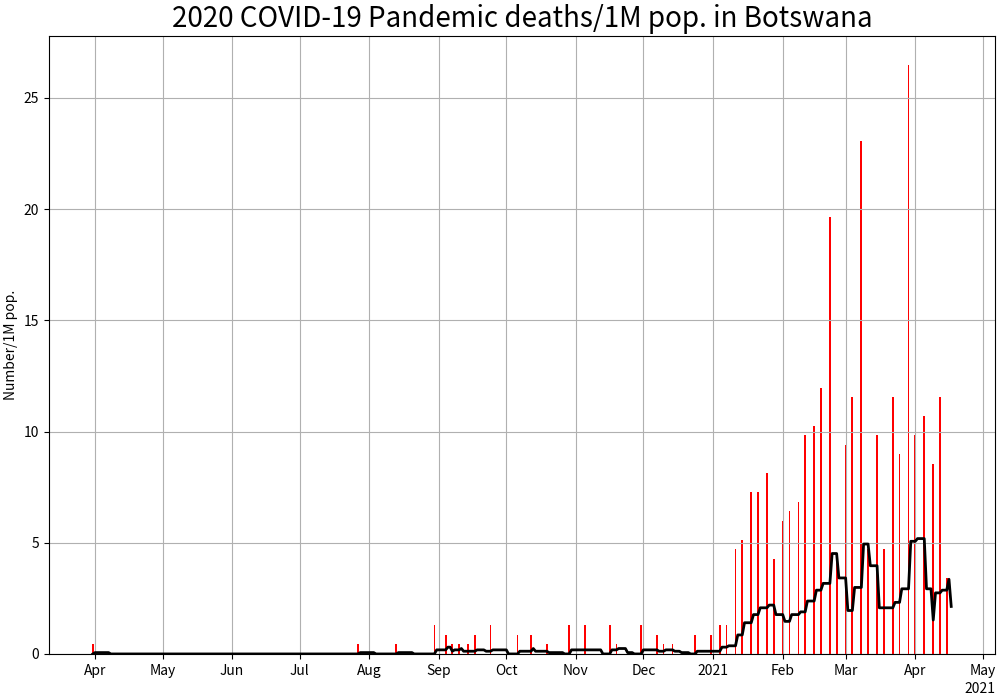 2020 COVID-19 Pandemic deaths/1M pop. in Botswana
Number/1M pop.
25
20
15
10
5
0
Apr May Jun Jul Aug Sep Oct Nov Dec 2021 Feb Mar Apr May
2021